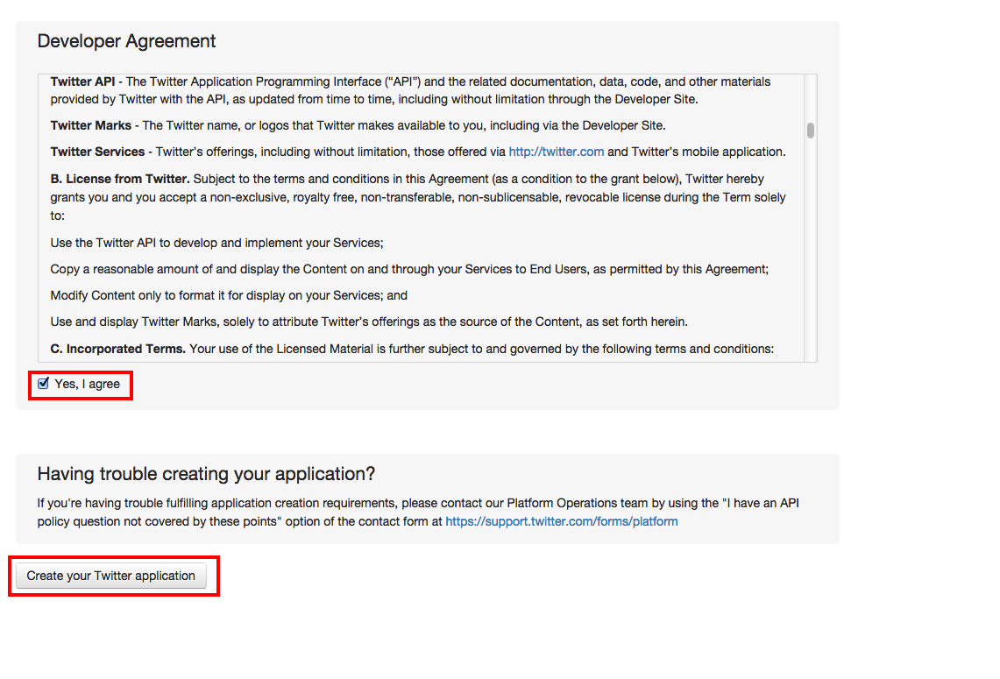 Developer Agreement
Twitter API - The Twitter Application Programming Interface (“API”) and the related documentation, data, code, and other materials
provided by Twitter with the API, as updated from time to time, including without limitation through the Developer Site.
Twitter Marks - The Twitter name, or logos that Twitter makes available to you, including via the Developer Site.
Twitter Services - Twitter’s offerings, including without limitation, those offered via http://twitter.com and Twitter’s mobile application.
B. License from Twitter. Subject to the terms and conditions in this Agreement (as a condition to the grant below), Twitter hereby
grants you and you accept a non-exclusive, royalty free, non-transferable, non-sublicensable, revocable license during the Term solely
to:
Use the Twitter API to develop and implement your Services;
Copy a reasonable amount of and display the Content on and through your Services to End Users, as permitted by this Agreement;
Modify Content only to format it for display on your Services; and
Use and display Twitter Marks, solely to attribute Twitter’s offerings as the source of the Content, as set forth herein.
C. Incorporated Terms. Your use of the Licensed Material is further subject to and governed by the following terms and conditions:
Yes, I agree
Having trouble creating your application?
If you're having trouble fulfilling application creation requirements, please contact our Platform Operations team by using the "I have an API
policy question not covered by these points" option of the contact form at https://support.twitter.com/forms/platform
Create your Twitter application